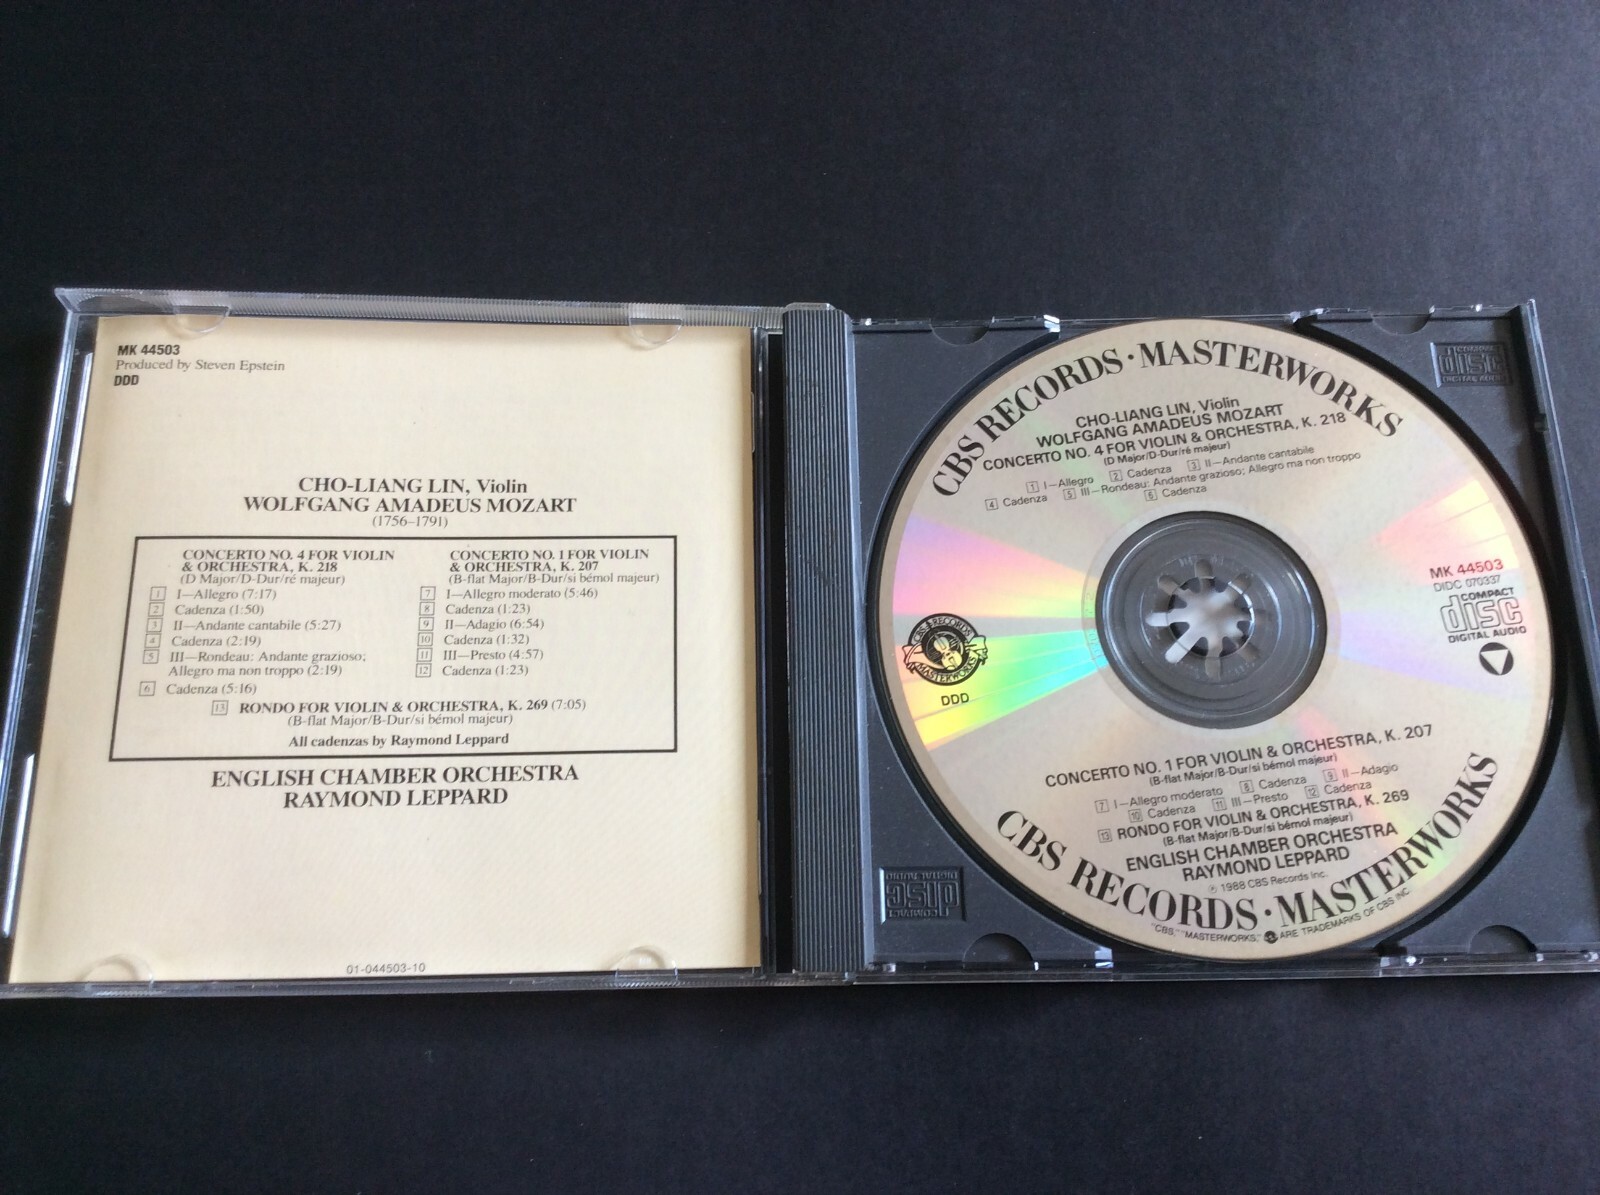 MK 44503
Produced by Steven Epstein
DDD
CHO-LIANG LIN, Violin
WOLFGANG AMADEUS MOZART
(1756–1791)
CONCERTO NO. 4 FOR VIOLIN
& ORCHESTRA, K. 218
(D Major/D-Dur/ré majeur)
1 I—Allegro (7:17)
2 Cadenza (1:50)
3 II—Andante cantabile (5:27)
4 Cadenza (2:19)
5 III—Rondeau: Andante grazioso;
Allegro ma non troppo (2:19)
6 Cadenza (5:16)
CONCERTO NO. 1 FOR VIOLIN
& ORCHESTRA, K. 207
(B-flat Major/B-Dur/si bémol majeur)
7 I—Allegro moderato (5:46)
8 Cadenza (1:23)
9 II—Adagio (6:54)
10 Cadenza (1:32)
11 III—Presto (4:57)
12 Cadenza (1:23)
13 RONDO FOR VIOLIN & ORCHESTRA, K. 269 (7:05)
(B-flat Major/B-Dur/si bémol majeur)
All cadenzas by Raymond Leppard
ENGLISH CHAMBER ORCHESTRA
RAYMOND LEPPARD
01-044503-10
CBS RECORDS · MASTERWORKS
CHO-LIANG LIN, Violin
WOLFGANG AMADEUS MOZART
CONCERTO NO. 4 FOR VIOLIN & ORCHESTRA, K. 218
(D Major/D-Dur/ré majeur)
1 I—Allegro 2 Cadenza 3 II—Andante cantabile
4 Cadenza 5 III—Rondeau: Andante grazioso; Allegro ma non troppo
6 Cadenza
MK 44503
DIDC 070337
COMPACT
disc
DIGITAL AUDIO
CBS RECORDS
MASTERWORKS
DDD
CONCERTO NO. 1 FOR VIOLIN & ORCHESTRA, K. 207
(B-flat Major/B-Dur/si bémol majeur)
7 I—Allegro moderato 8 Cadenza 9 II—Adagio
10 Cadenza 11 III—Presto 12 Cadenza
13 RONDO FOR VIOLIN & ORCHESTRA, K. 269
(B-flat Major/B-Dur/si bémol majeur)
ENGLISH CHAMBER ORCHESTRA
RAYMOND LEPPARD
℗ 1988 CBS Records Inc.
CBS RECORDS · MASTERWORKS
"CBS," "MASTERWORKS," ARE TRADEMARKS OF CBS INC
COMPACT
disc
DIGITAL AUDIO
COMPACT
disc
DIGITAL AUDIO